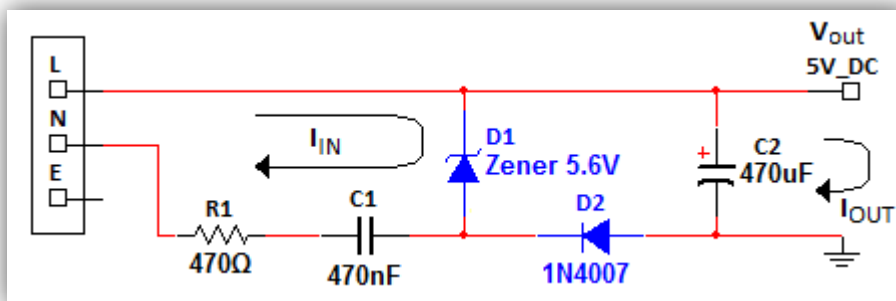 Vout
5V_DC
L
N
E
IIN
D1
Zener 5.6V
C2
+
470uF
IOUT
R1
470Ω
C1
470nF
D2
1N4007